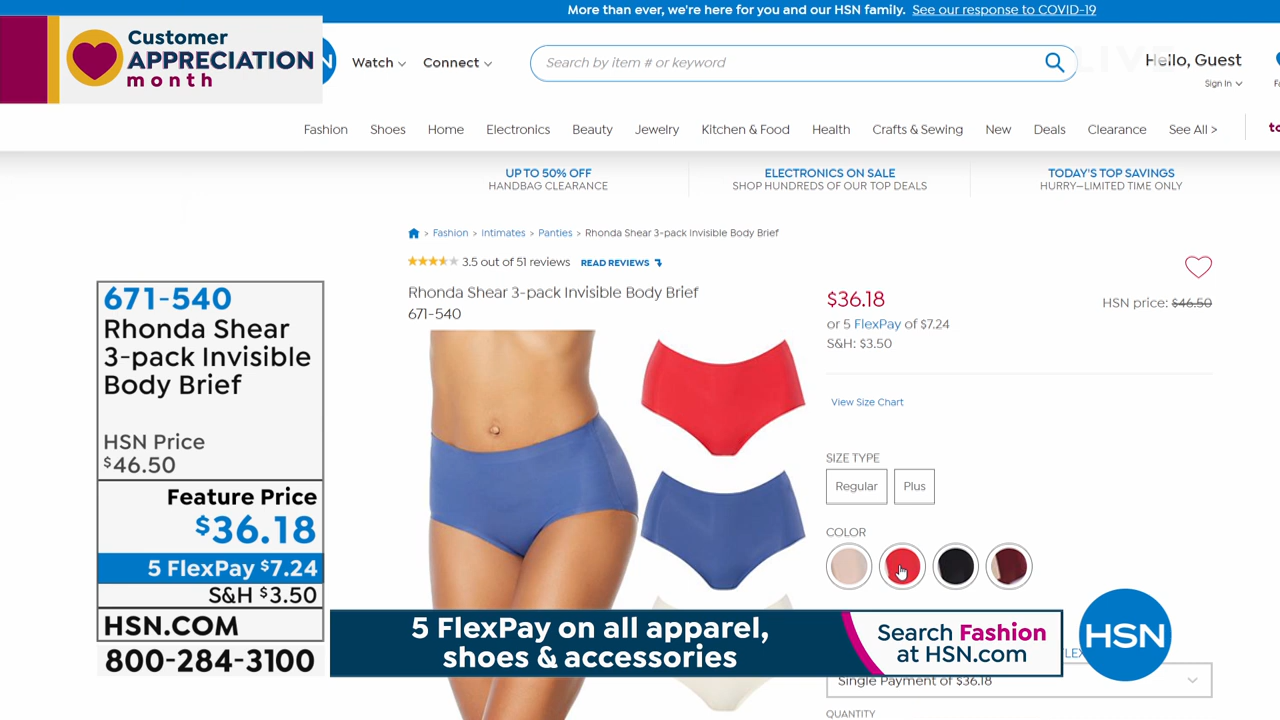 More than ever, we're here for you and our HSN family. See our response to COVID-19
Customer
APPRECIATION
month
Watch
Connect
Search by item # or keyword
LIVE
Hello, Guest
Sign In
Fashion Shoes Home Electronics Beauty Jewelry Kitchen & Food Health Crafts & Sewing New Deals Clearance See All >
UP TO 50% OFF
HANDBAG CLEARANCE
ELECTRONICS ON SALE
SHOP HUNDREDS OF OUR TOP DEALS
TODAY'S TOP SAVINGS
HURRY—LIMITED TIME ONLY
> Fashion > Intimates > Panties > Rhonda Shear 3-pack Invisible Body Brief
3.5 out of 51 reviews READ REVIEWS
Rhonda Shear 3-pack Invisible Body Brief
671-540
$36.18
HSN price: $46.50
or 5 FlexPay of $7.24
S&H: $3.50
View Size Chart
SIZE TYPE
Regular
Plus
COLOR
Single Payment of $36.18
QUANTITY
671-540
Rhonda Shear
3-pack Invisible
Body Brief
HSN Price
$46.50
Feature Price
$36.18
5 FlexPay $7.24
S&H $3.50
HSN.COM
800-284-3100
5 FlexPay on all apparel,
shoes & accessories
Search Fashion
at HSN.com
HSN